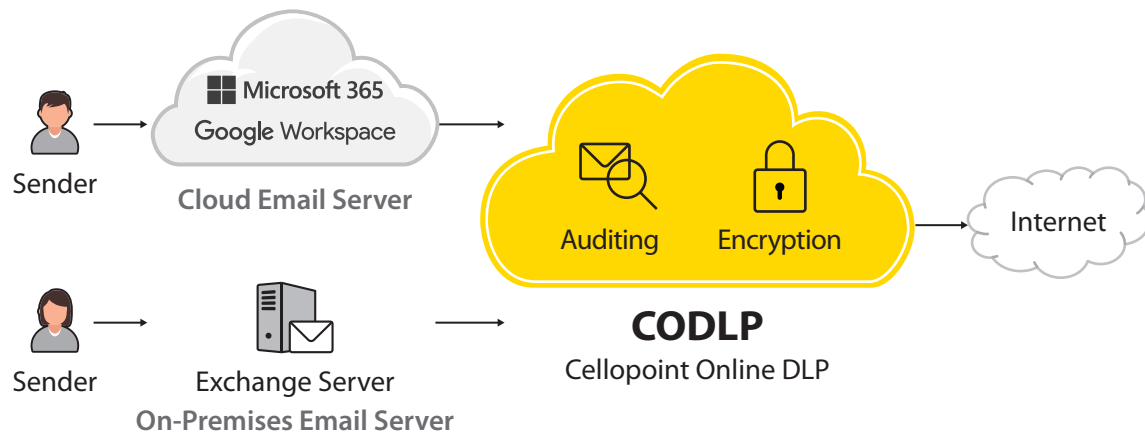 Sender
Microsoft 365
Google Workspace
Cloud Email Server
Sender
Exchange Server
On-Premises Email Server
Auditing
Encryption
CODLP
Cellopoint Online DLP
Internet